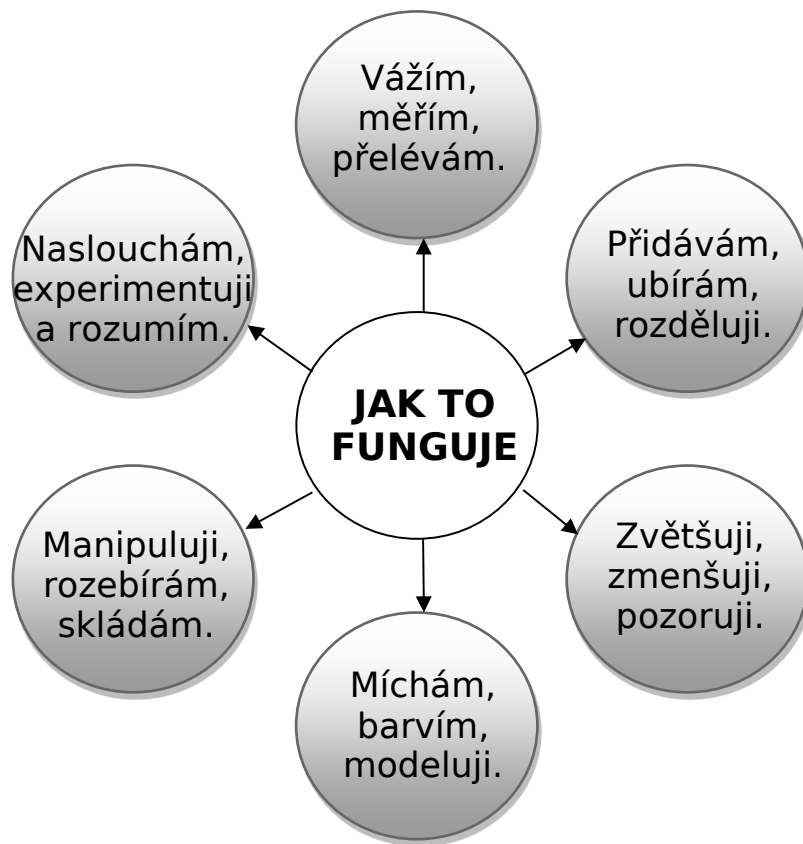 Vážím,
měřím,
přelévám.
Naslouchám,
experimentuji
a rozumím.
Přidávám,
ubírám,
rozděluji.
JAK TO
FUNGUJE
Manipuluji,
rozebírám,
skládám.
Zvětšuji,
zmenšuji,
pozoruji.
Míchám,
barvím,
modeluji.